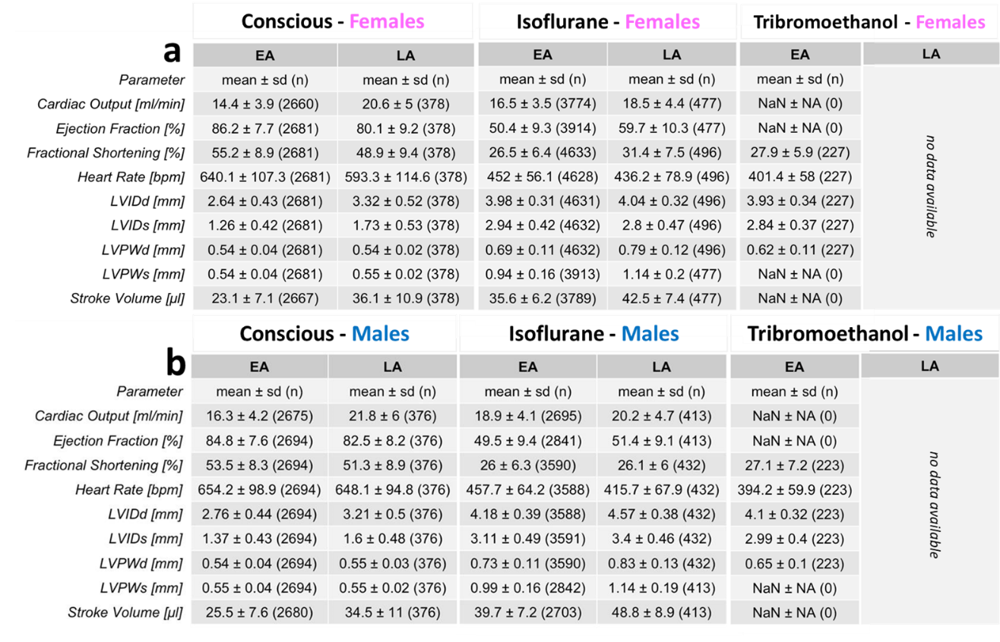 Conscious - Females Isoflurane - Females Tribromoethanol - Females
a EA LA EA LA EA LA
Parameter mean ± sd (n) mean ± sd (n) mean ± sd (n) mean ± sd (n) mean ± sd (n)
Cardiac Output [ml/min] 14.4 ± 3.9 (2660) 20.6 ± 5 (378) 16.5 ± 3.5 (3774) 18.5 ± 4.4 (477) NaN ± NA (0)
Ejection Fraction [%] 86.2 ± 7.7 (2681) 80.1 ± 9.2 (378) 50.4 ± 9.3 (3914) 59.7 ± 10.3 (477) NaN ± NA (0)
Fractional Shortening [%] 55.2 ± 8.9 (2681) 48.9 ± 9.4 (378) 26.5 ± 6.4 (4633) 31.4 ± 7.5 (496) 27.9 ± 5.9 (227)
Heart Rate [bpm] 640.1 ± 107.3 (2681) 593.3 ± 114.6 (378) 452 ± 56.1 (4628) 436.2 ± 78.9 (496) 401.4 ± 58 (227)
LVIDd [mm] 2.64 ± 0.43 (2681) 3.32 ± 0.52 (378) 3.98 ± 0.31 (4631) 4.04 ± 0.32 (496) 3.93 ± 0.34 (227)
LVIDs [mm] 1.26 ± 0.42 (2681) 1.73 ± 0.53 (378) 2.94 ± 0.42 (4632) 2.8 ± 0.47 (496) 2.84 ± 0.37 (227)
LVPWd [mm] 0.54 ± 0.04 (2681) 0.54 ± 0.02 (378) 0.69 ± 0.11 (4632) 0.79 ± 0.12 (496) 0.62 ± 0.11 (227)
LVPWs [mm] 0.54 ± 0.04 (2681) 0.55 ± 0.02 (378) 0.94 ± 0.16 (3913) 1.14 ± 0.2 (477) NaN ± NA (0)
Stroke Volume [µl] 23.1 ± 7.1 (2667) 36.1 ± 10.9 (378) 35.6 ± 6.2 (3789) 42.5 ± 7.4 (477) NaN ± NA (0)
no data available
Conscious - Males Isoflurane - Males Tribromoethanol - Males
b EA LA EA LA EA LA
Parameter mean ± sd (n) mean ± sd (n) mean ± sd (n) mean ± sd (n) mean ± sd (n)
Cardiac Output [ml/min] 16.3 ± 4.2 (2675) 21.8 ± 6 (376) 18.9 ± 4.1 (2695) 20.2 ± 4.7 (413) NaN ± NA (0)
Ejection Fraction [%] 84.8 ± 7.6 (2694) 82.5 ± 8.2 (376) 49.5 ± 9.4 (2841) 51.4 ± 9.1 (413) NaN ± NA (0)
Fractional Shortening [%] 53.5 ± 8.3 (2694) 51.3 ± 8.9 (376) 26 ± 6.3 (3590) 26.1 ± 6 (432) 27.1 ± 7.2 (223)
Heart Rate [bpm] 654.2 ± 98.9 (2694) 648.1 ± 94.8 (376) 457.7 ± 64.2 (3588) 415.7 ± 67.9 (432) 394.2 ± 59.9 (223)
LVIDd [mm] 2.76 ± 0.44 (2694) 3.21 ± 0.5 (376) 4.18 ± 0.39 (3588) 4.57 ± 0.38 (432) 4.1 ± 0.32 (223)
LVIDs [mm] 1.37 ± 0.43 (2694) 1.6 ± 0.48 (376) 3.11 ± 0.49 (3591) 3.4 ± 0.46 (432) 2.99 ± 0.4 (223)
LVPWd [mm] 0.54 ± 0.04 (2694) 0.55 ± 0.03 (376) 0.73 ± 0.11 (3590) 0.83 ± 0.13 (432) 0.65 ± 0.1 (223)
LVPWs [mm] 0.55 ± 0.04 (2694) 0.55 ± 0.02 (376) 0.99 ± 0.16 (2842) 1.14 ± 0.19 (413) NaN ± NA (0)
Stroke Volume [µl] 25.5 ± 7.6 (2680) 34.5 ± 11 (376) 39.7 ± 7.2 (2703) 48.8 ± 8.9 (413) NaN ± NA (0)
no data available